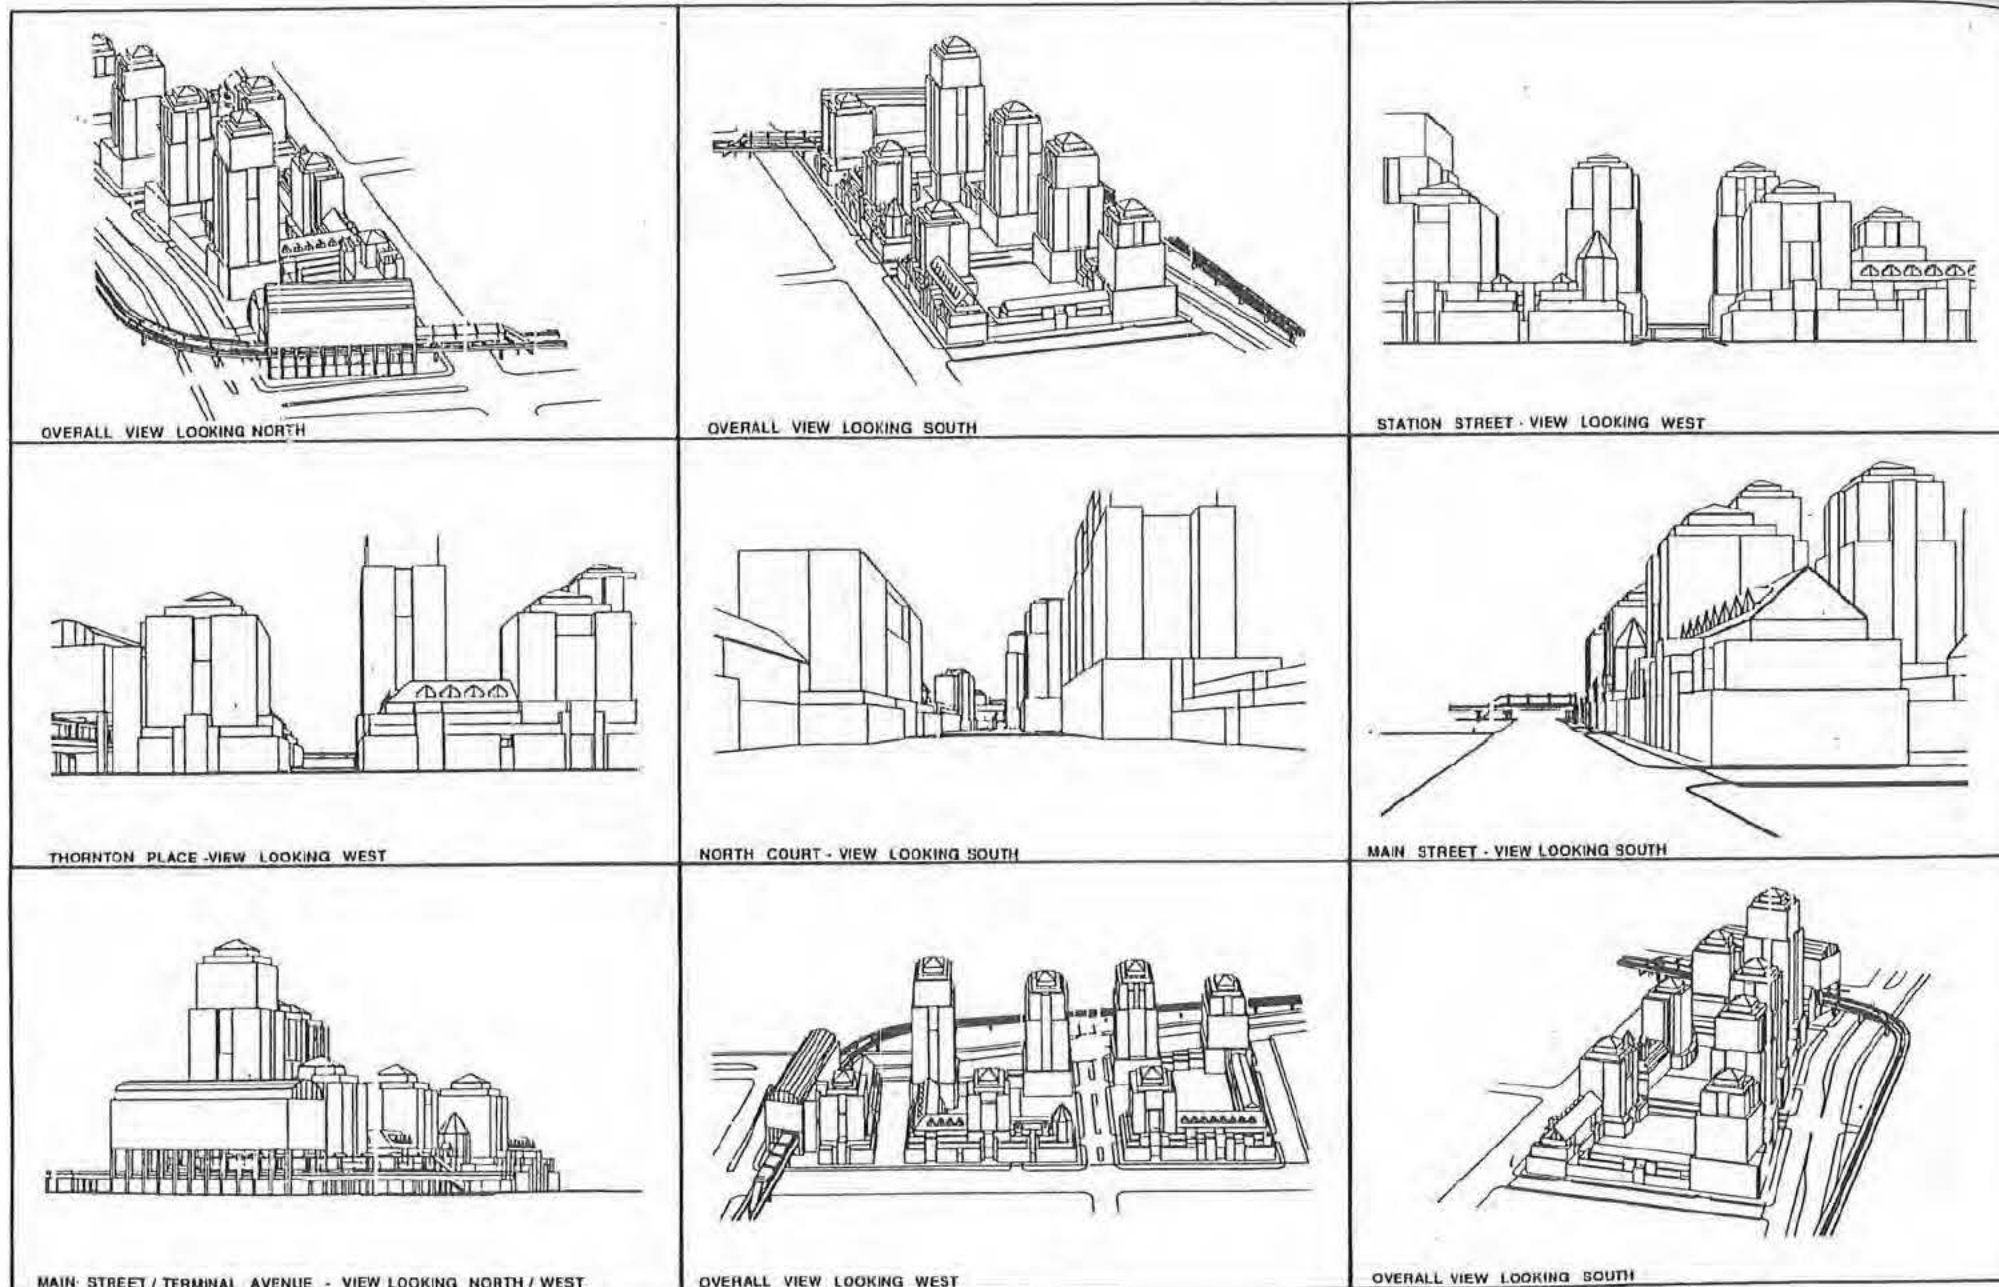 OVERALL VIEW LOOKING NORTH
OVERALL VIEW LOOKING SOUTH
STATION STREET - VIEW LOOKING WEST
THORNTON PLACE - VIEW LOOKING WEST
NORTH COURT - VIEW LOOKING SOUTH
MAIN STREET - VIEW LOOKING SOUTH
MAIN STREET / TERMINAL AVENUE - VIEW LOOKING NORTH / WEST
OVERALL VIEW LOOKING WEST
OVERALL VIEW LOOKING SOUTH